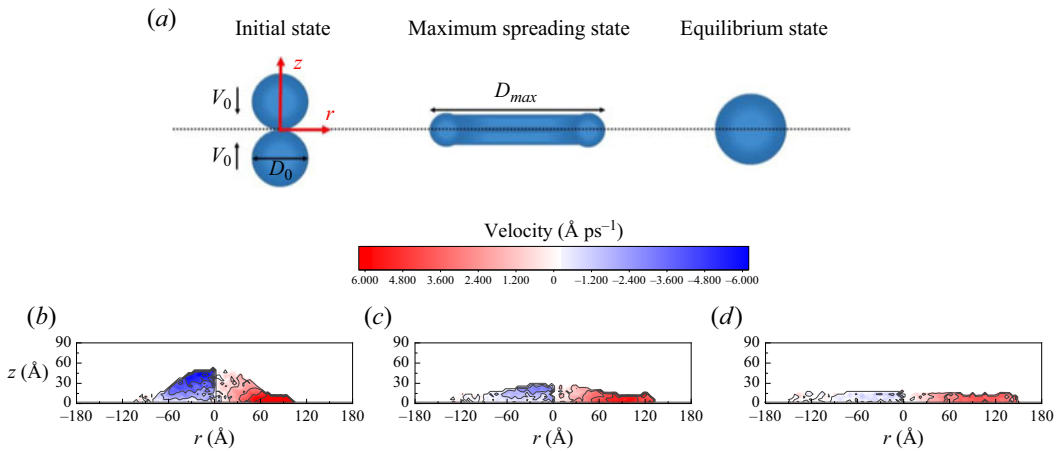 (a)
Initial state
Maximum spreading state
Equilibrium state
z
V0
r
Dmax
V0
D0
Velocity (Å ps−1)
6.000 4.800 3.600 2.400 1.200 0 −1.200 −2.400 −3.600 −4.800 −6.000
(b)
(c)
(d)
90 90 90
z (Å) 60 60 60
30 30 30
0 0 0
−180 −120 −60 0 60 120 180 −180 −120 −60 0 60 120 180 −180 −120 −60 0 60 120 180
r (Å) r (Å) r (Å)